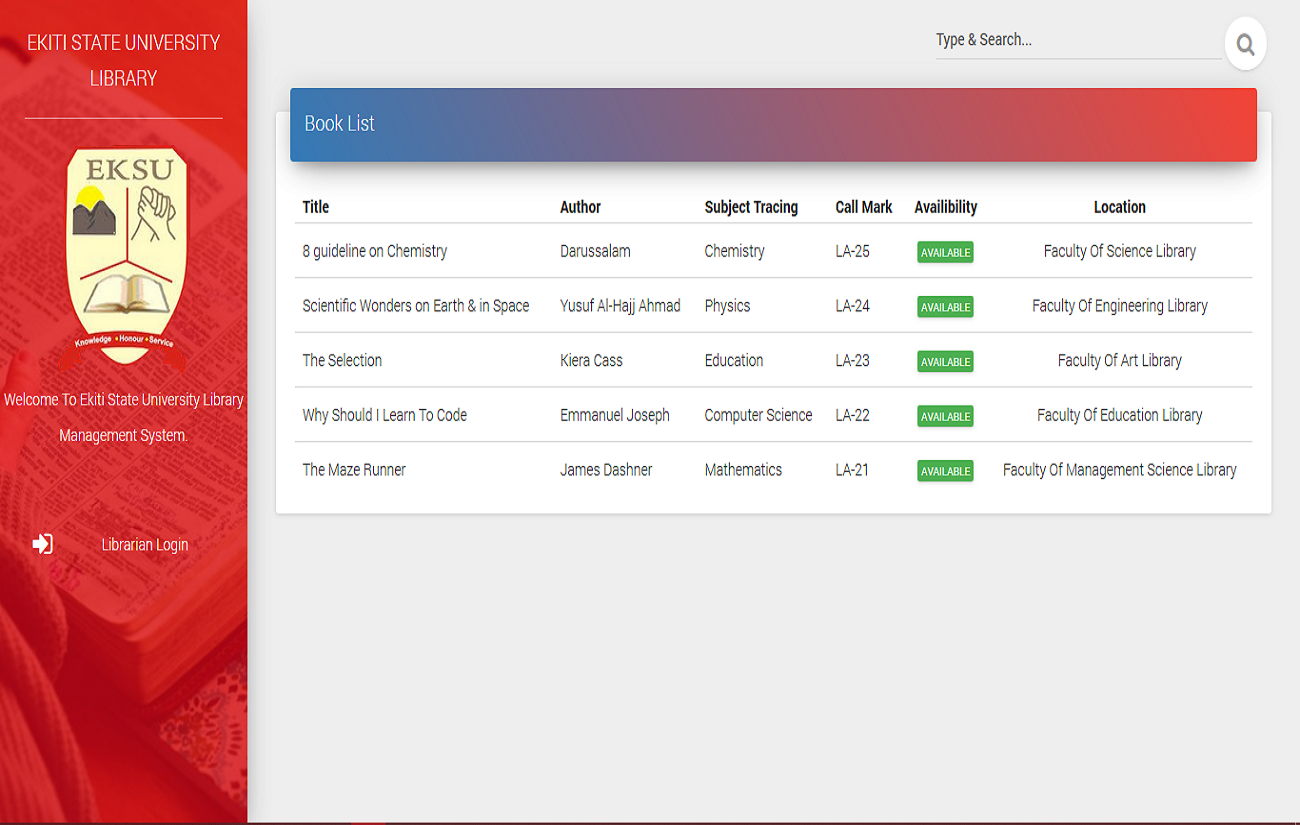 EKITI STATE UNIVERSITY
LIBRARY
EKSU
Knowledge • Honour • Service
Welcome To Ekiti State University Library
Management System.
Librarian Login
Type & Search...
Book List
Title Author Subject Tracing Call Mark Availibility Location
8 guideline on Chemistry Darussalam Chemistry LA-25 AVAILABLE Faculty Of Science Library
Scientific Wonders on Earth & in Space Yusuf Al-Hajj Ahmad Physics LA-24 AVAILABLE Faculty Of Engineering Library
The Selection Kiera Cass Education LA-23 AVAILABLE Faculty Of Art Library
Why Should I Learn To Code Emmanuel Joseph Computer Science LA-22 AVAILABLE Faculty Of Education Library
The Maze Runner James Dashner Mathematics LA-21 AVAILABLE Faculty Of Management Science Library